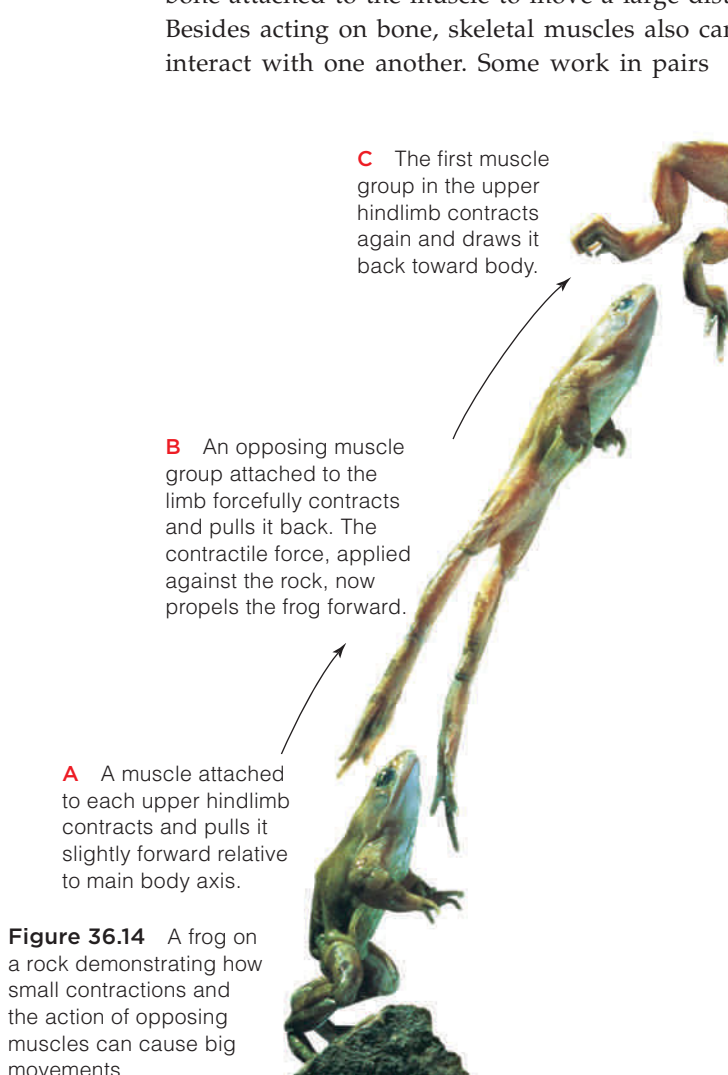 bone attached to the muscle to move a large dist
Besides acting on bone, skeletal muscles also can
interact with one another. Some work in pairs
C The first muscle
group in the upper
hindlimb contracts
again and draws it
back toward body.
B An opposing muscle
group attached to the
limb forcefully contracts
and pulls it back. The
contractile force, applied
against the rock, now
propels the frog forward.
A A muscle attached
to each upper hindlimb
contracts and pulls it
slightly forward relative
to main body axis.
Figure 36.14 A frog on
a rock demonstrating how
small contractions and
the action of opposing
muscles can cause big
movements